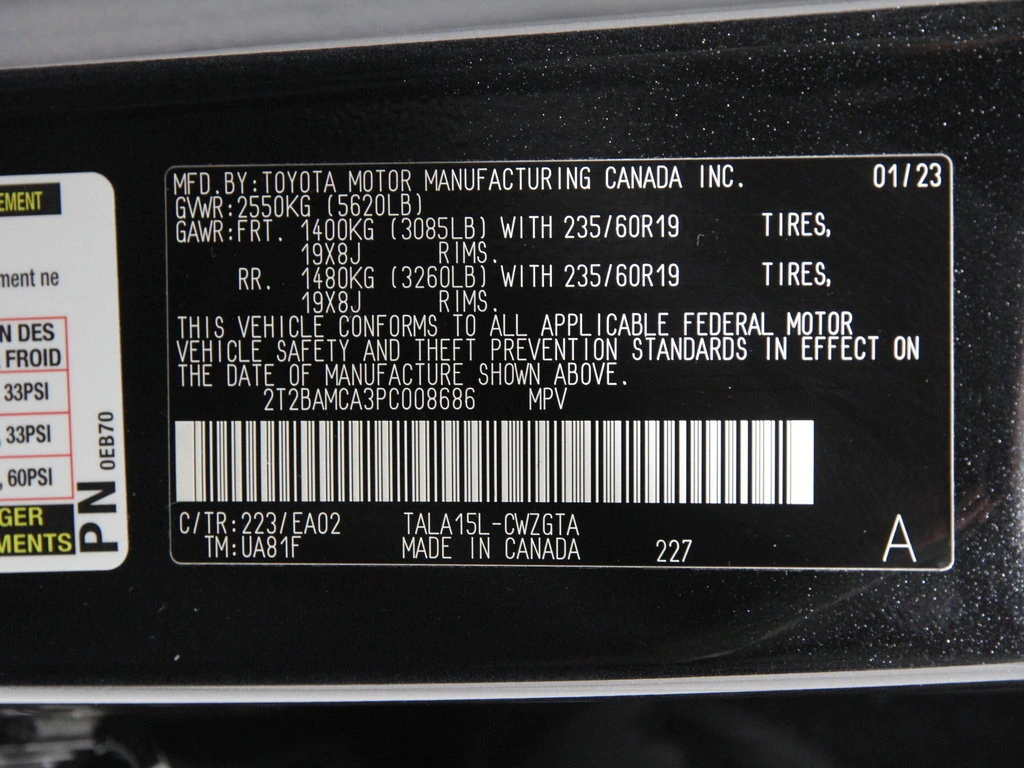 EMENT
ment ne
N DES
FROID
33PSI
, 33PSI
, 60PSI
GER
MENTS
PN 0EB70
MFD.BY:TOYOTA MOTOR MANUFACTURING CANADA INC. 01/23
GVWR:2550KG (5620LB)
GAWR:FRT. 1400KG (3085LB) WITH 235/60R19 TIRES,
19X8J RIMS.
RR. 1480KG (3260LB) WITH 235/60R19 TIRES,
19X8J RIMS.
THIS VEHICLE CONFORMS TO ALL APPLICABLE FEDERAL MOTOR
VEHICLE SAFETY AND THEFT PREVENTION STANDARDS IN EFFECT ON
THE DATE OF MANUFACTURE SHOWN ABOVE.
2T2BAMCA3PC008686 MPV
C/TR:223/EA02 TALA15L-CWZGTA
TM:UA81F MADE IN CANADA 227 A